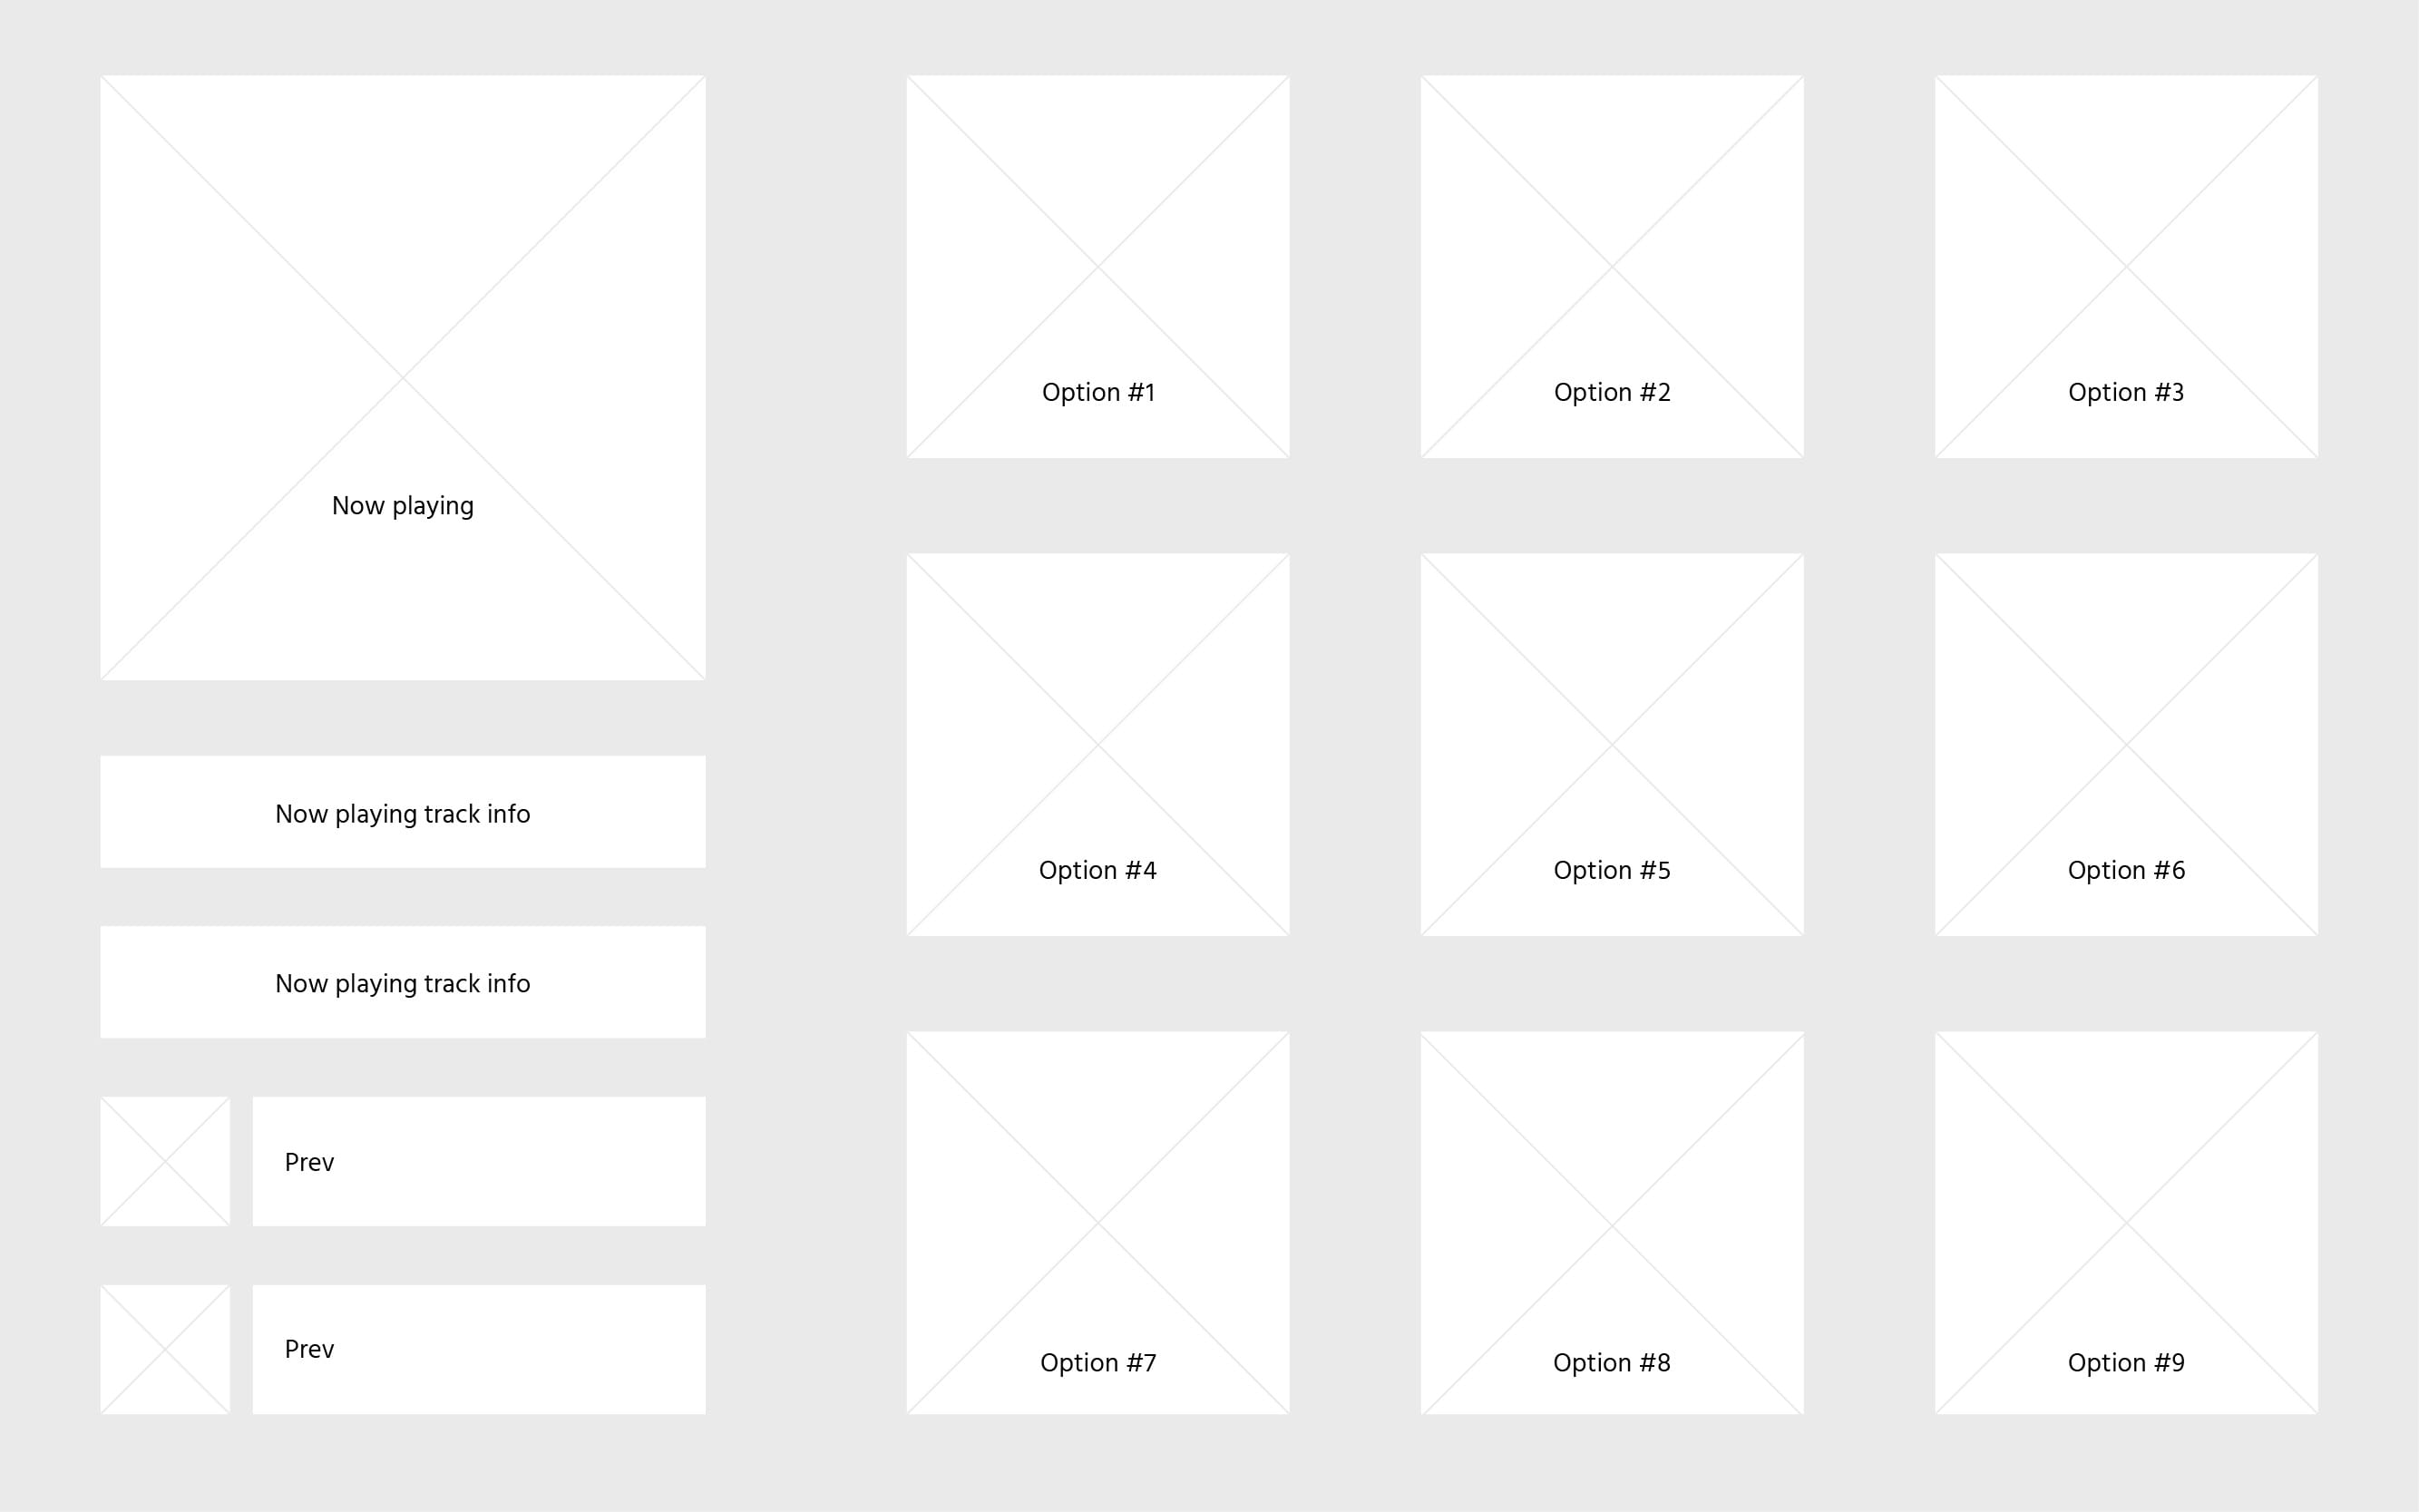 Now playing
Now playing track info
Now playing track info
Prev
Prev
Option #1
Option #2
Option #3
Option #4
Option #5
Option #6
Option #7
Option #8
Option #9